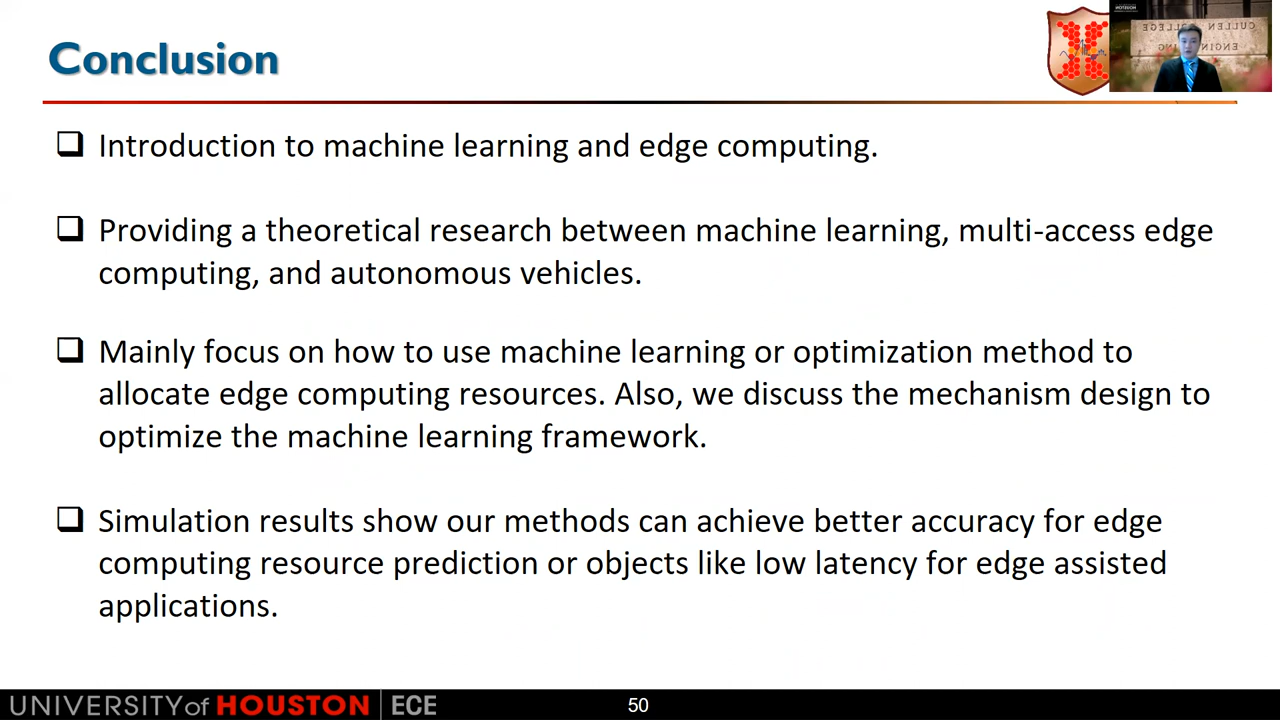 Conclusion
Introduction to machine learning and edge computing.
Providing a theoretical research between machine learning, multi-access edge
computing, and autonomous vehicles.
Mainly focus on how to use machine learning or optimization method to
allocate edge computing resources. Also, we discuss the mechanism design to
optimize the machine learning framework.
Simulation results show our methods can achieve better accuracy for edge
computing resource prediction or objects like low latency for edge assisted
applications.
UNIVERSITY of HOUSTON | ECE
50